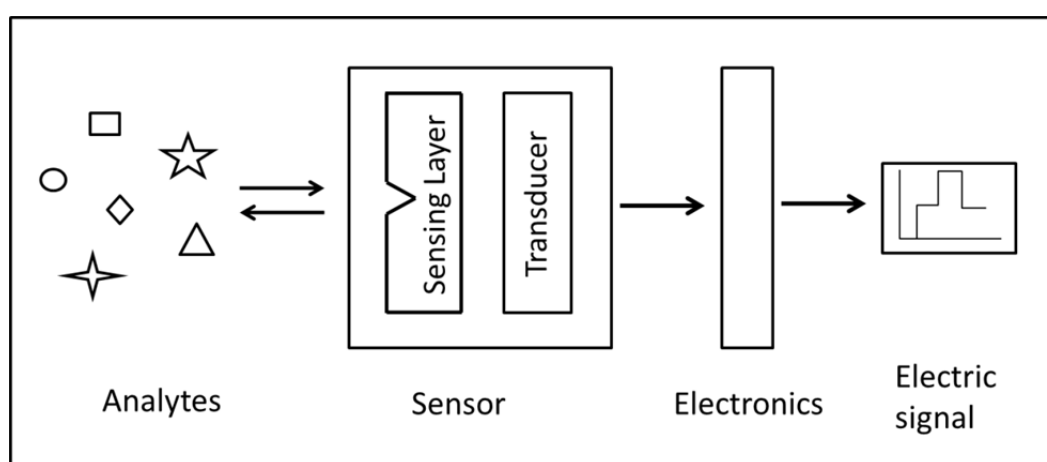 Sensing Layer
Transducer
Analytes
Sensor
Electronics
Electric
signal